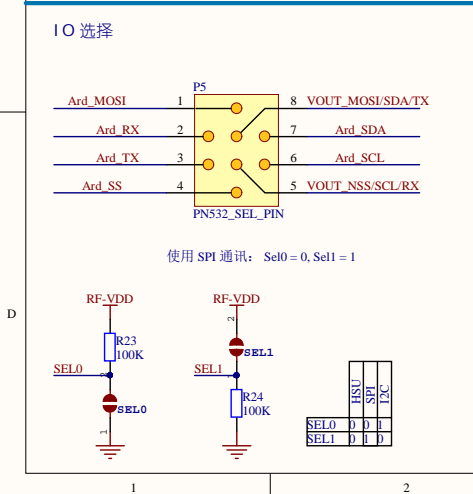 IO 选择
P5
Ard_MOSI 1 8 VOUT_MOSI/SDA/TX
Ard_RX 2 7 Ard_SDA
Ard_TX 3 6 Ard_SCL
Ard_SS 4 5 VOUT_NSS/SCL/RX
PN532_SEL_PIN
使用 SPI 通讯： Sel0 = 0, Sel1 = 1
D
RF-VDD
R23
100K
SEL0
2
SEL0
1
RF-VDD
2
SEL1
SEL1
1
R24
100K
HSU SPI I2C
SEL0 0 0 1
SEL1 0 1 0
1 2